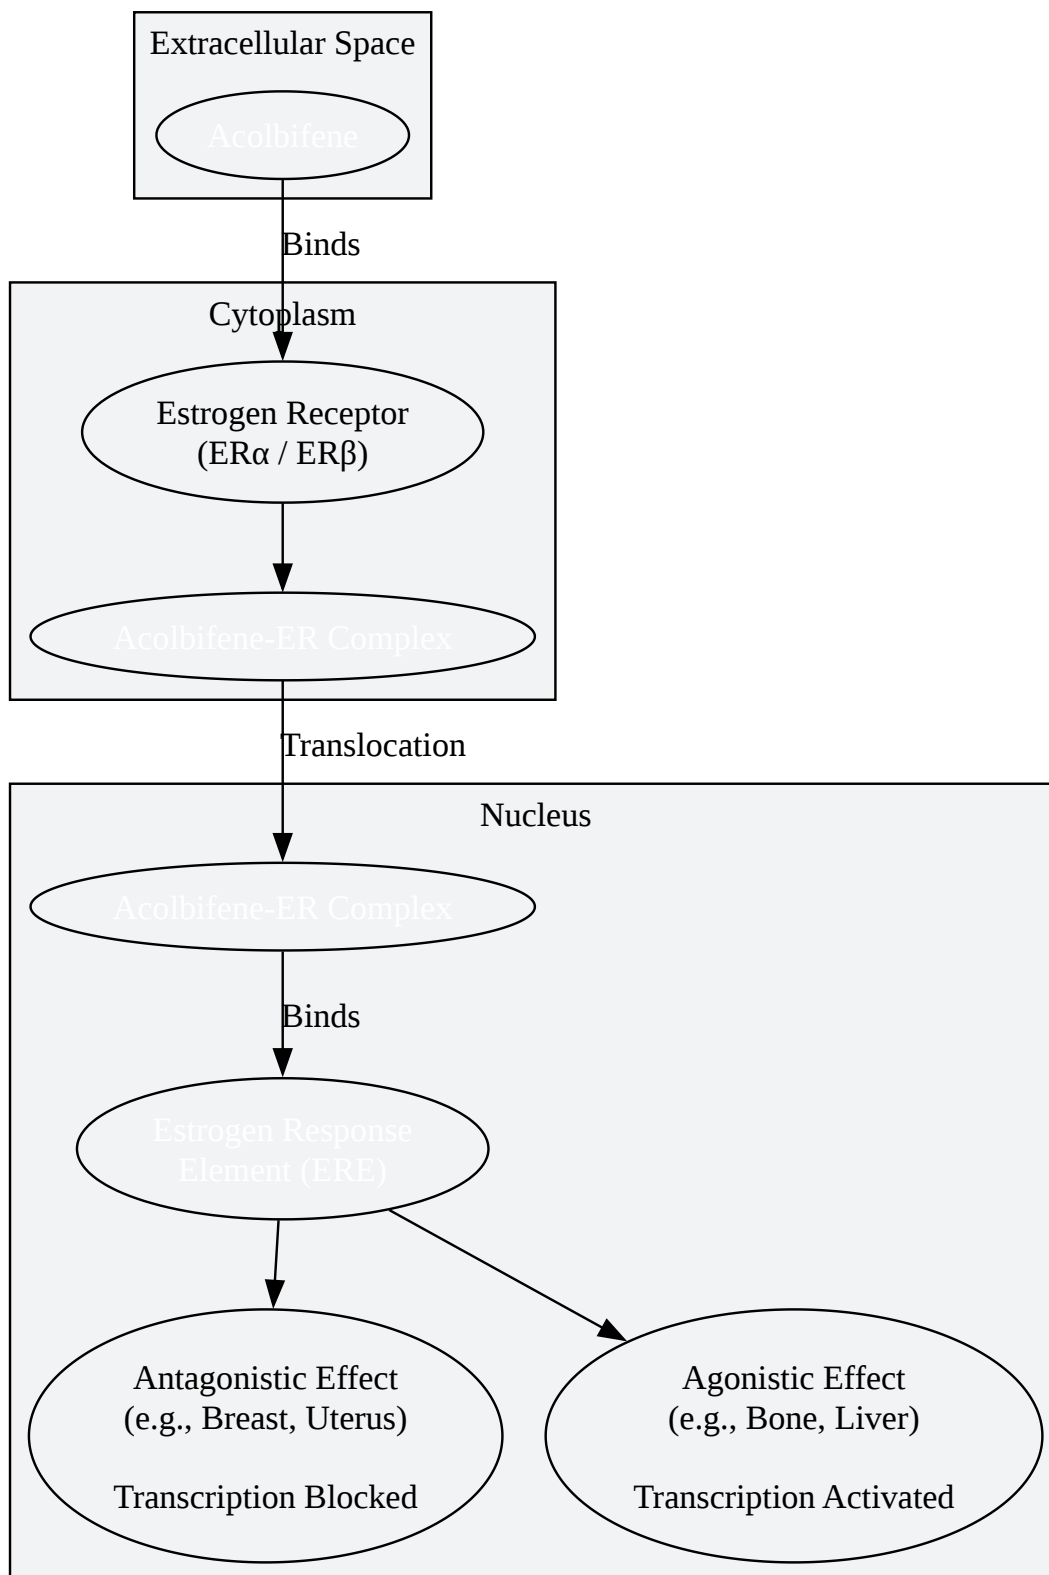 Extracellular Space
Acolbifene
Binds
Cytoplasm
Estrogen Receptor
(ERα / ERβ)
Acolbifene-ER Complex
Translocation
Nucleus
Acolbifene-ER Complex
Binds
Estrogen Response
Element (ERE)
Antagonistic Effect
(e.g., Breast, Uterus)
Transcription Blocked
Agonistic Effect
(e.g., Bone, Liver)
Transcription Activated